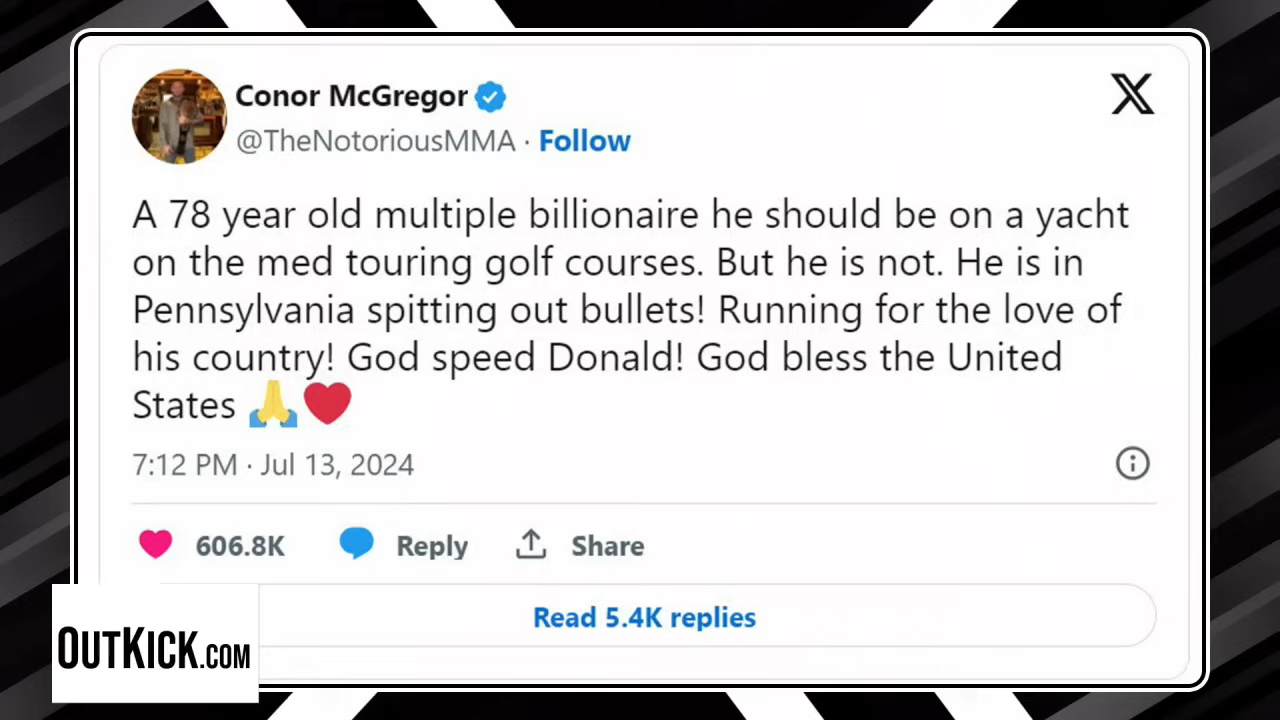 Conor McGregor
@TheNotoriousMMA · Follow
A 78 year old multiple billionaire he should be on a yacht
on the med touring golf courses. But he is not. He is in
Pennsylvania spitting out bullets! Running for the love of
his country! God speed Donald! God bless the United
States 🙏❤️
7:12 PM · Jul 13, 2024
606.8K Reply Share
Read 5.4K replies
OUTKICK.COM